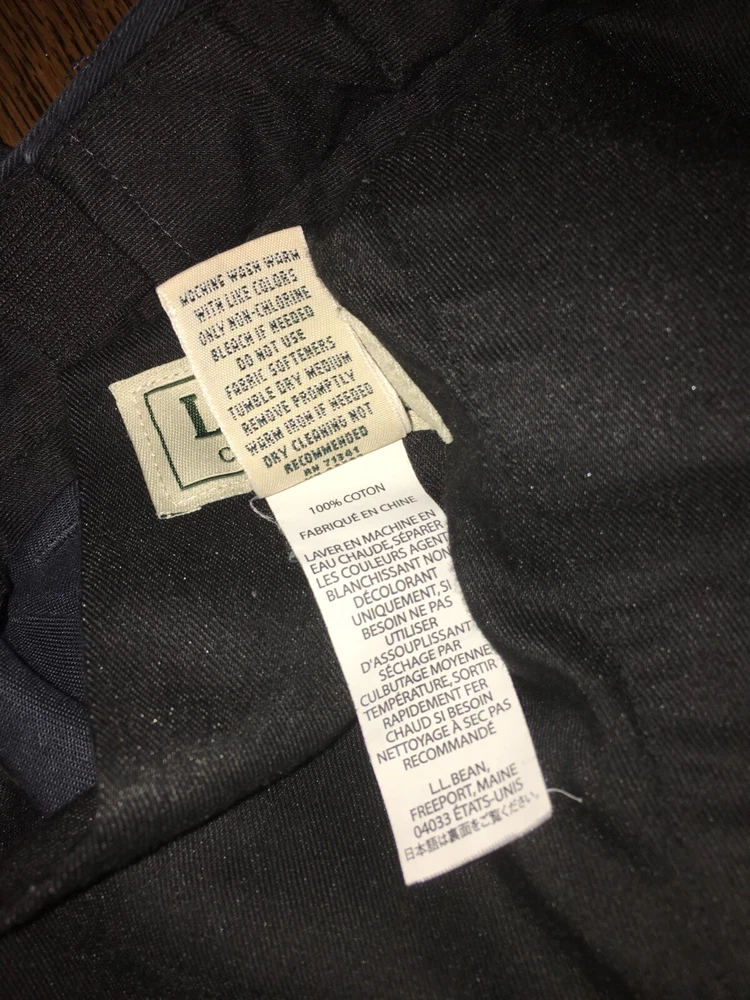 MACHINE WASH WARM
WITH LIKE COLORS
ONLY NON-CHLORINE
BLEACH IF NEEDED
DO NOT USE
FABRIC SOFTENERS
TUMBLE DRY MEDIUM
REMOVE PROMPTLY
WARM IRON IF NEEDED
DRY CLEANING NOT
RECOMMENDED
RN 71341
L
C
100% COTON
FABRIQUÉ EN CHINE
LAVER EN MACHINE EN
EAU CHAUDE, SÉPARER
LES COULEURS AGENT
BLANCHISSANT NON
DÉCOLORANT
UNIQUEMENT, SI
BESOIN NE PAS
UTILISER
D'ASSOUPLISSANT
SÉCHAGE PAR
CULBUTAGE MOYENNE
TEMPÉRATURE, SORTIR
RAPIDEMENT FER
CHAUD SI BESOIN
NETTOYAGE À SEC PAS
RECOMMANDÉ
L.L.BEAN,
FREEPORT, MAINE
04033 ÉTATS-UNIS
日本語は裏面をご覧ください。